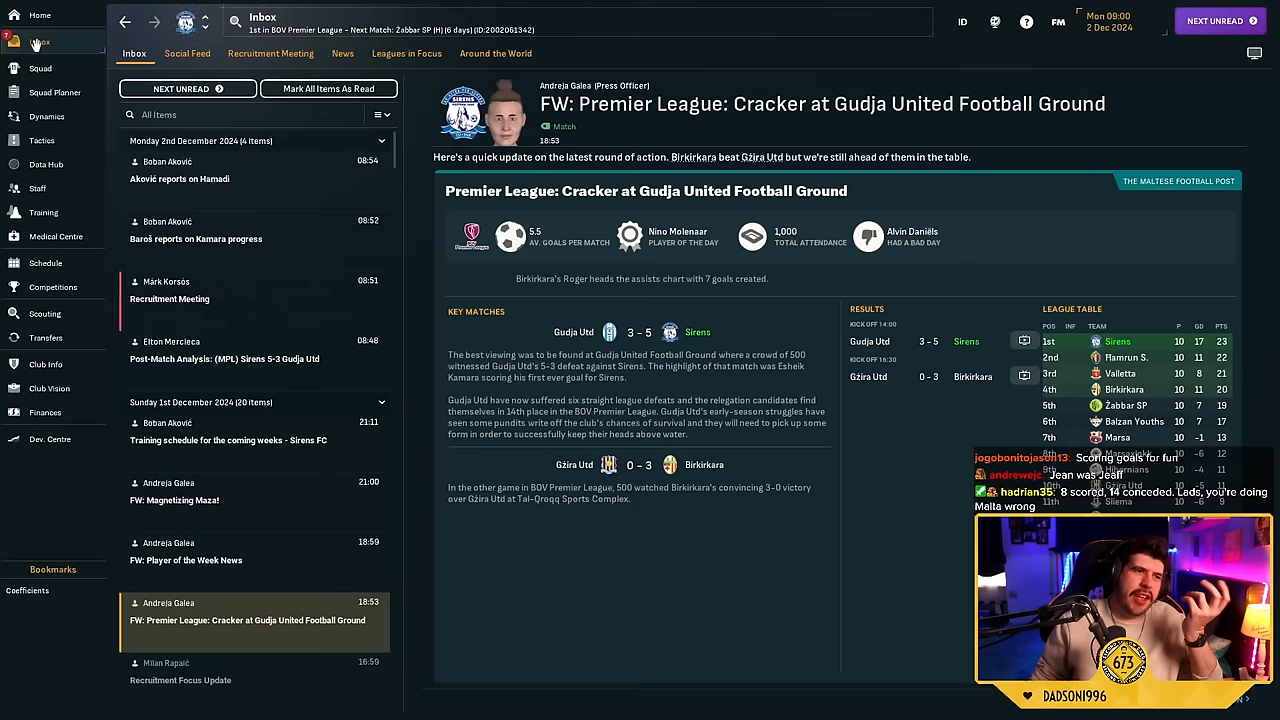 Home
Inbox
1st in BOV Premier League - Next Match: Żabbar SP (H) (6 days) (ID:2002061342)
ID
FM
Mon 09:00
2 Dec 2024
NEXT UNREAD
7
Squad
Squad Planner
Dynamics
Tactics
Data Hub
Staff
Training
Medical Centre
Schedule
Competitions
Scouting
Transfers
Club Info
Club Vision
Finances
Dev. Centre
Bookmarks
Coefficients
Inbox
Social Feed
Recruitment Meeting
News
Leagues in Focus
Around the World
NEXT UNREAD
Mark All Items As Read
All Items
Monday 2nd December 2024 (4 Items)
Boban Aković 08:54
Aković reports on Hamadi
Boban Aković 08:52
Baroš reports on Kamara progress
Márk Korsós 08:51
Recruitment Meeting
Elton Mercieca 08:48
Post-Match Analysis: (MPL) Sirens 5-3 Gudja Utd
Sunday 1st December 2024 (20 Items)
Boban Aković 21:11
Training schedule for the coming weeks - Sirens FC
Andreja Galea 21:00
FW: Magnetizing Maza!
Andreja Galea 18:59
FW: Player of the Week News
Andreja Galea 18:53
FW: Premier League: Cracker at Gudja United Football Ground
Milan Rapaić 16:59
Recruitment Focus Update
Andreja Galea (Press Officer)
FW: Premier League: Cracker at Gudja United Football Ground
Match
18:53
Here's a quick update on the latest round of action. Birkirkara beat Gżira Utd but we're still ahead of them in the table.
THE MALTESE FOOTBALL POST
Premier League: Cracker at Gudja United Football Ground
5.5
AV. GOALS PER MATCH
Nino Molenaar
PLAYER OF THE DAY
1,000
TOTAL ATTENDANCE
Alvin Daniëls
HAD A BAD DAY
Birkirkara's Roger heads the assists chart with 7 goals created.
KEY MATCHES
Gudja Utd 3 - 5 Sirens
The best viewing was to be found at Gudja United Football Ground where a crowd of 500
witnessed Gudja Utd's 5-3 defeat against Sirens. The highlight of that match was Esheik
Kamara scoring his first ever goal for Sirens.
Gudja Utd have now suffered six straight league defeats and the relegation candidates find
themselves in 14th place in the BOV Premier League. Gudja Utd's early-season struggles have
seen some pundits write off the club's chances of survival and they will need to pick up some
form in order to successfully keep their heads above water.
Gżira Utd 0 - 3 Birkirkara
In the other game in BOV Premier League, 500 watched Birkirkara's convincing 3-0 victory
over Gżira Utd at Tal-Qroqq Sports Complex.
RESULTS
KICK OFF 14:00
Gudja Utd 3 - 5 Sirens
KICK OFF 16:30
Gżira Utd 0 - 3 Birkirkara
LEAGUE TABLE
POS INF TEAM P GD PTS
1st Sirens 10 17 23
2nd Ħamrun S. 10 11 22
3rd Valletta 10 8 21
4th Birkirkara 10 11 20
5th Żabbar SP 10 7 19
6th Balzan Youths 10 7 17
7th Marsa 10 -1 13
10 -6 12
9th Hibernians 10 -4 11
Gżira Utd 10 -5 11
11th Sliema 10 -6 9
jogobonitojason13: Scoring goals for fun
andrewejc: Jean was Jeaff
hadrian35: 8 scored, 14 conceded. Lads, you're doing
Malta wrong
673
DADSON1996